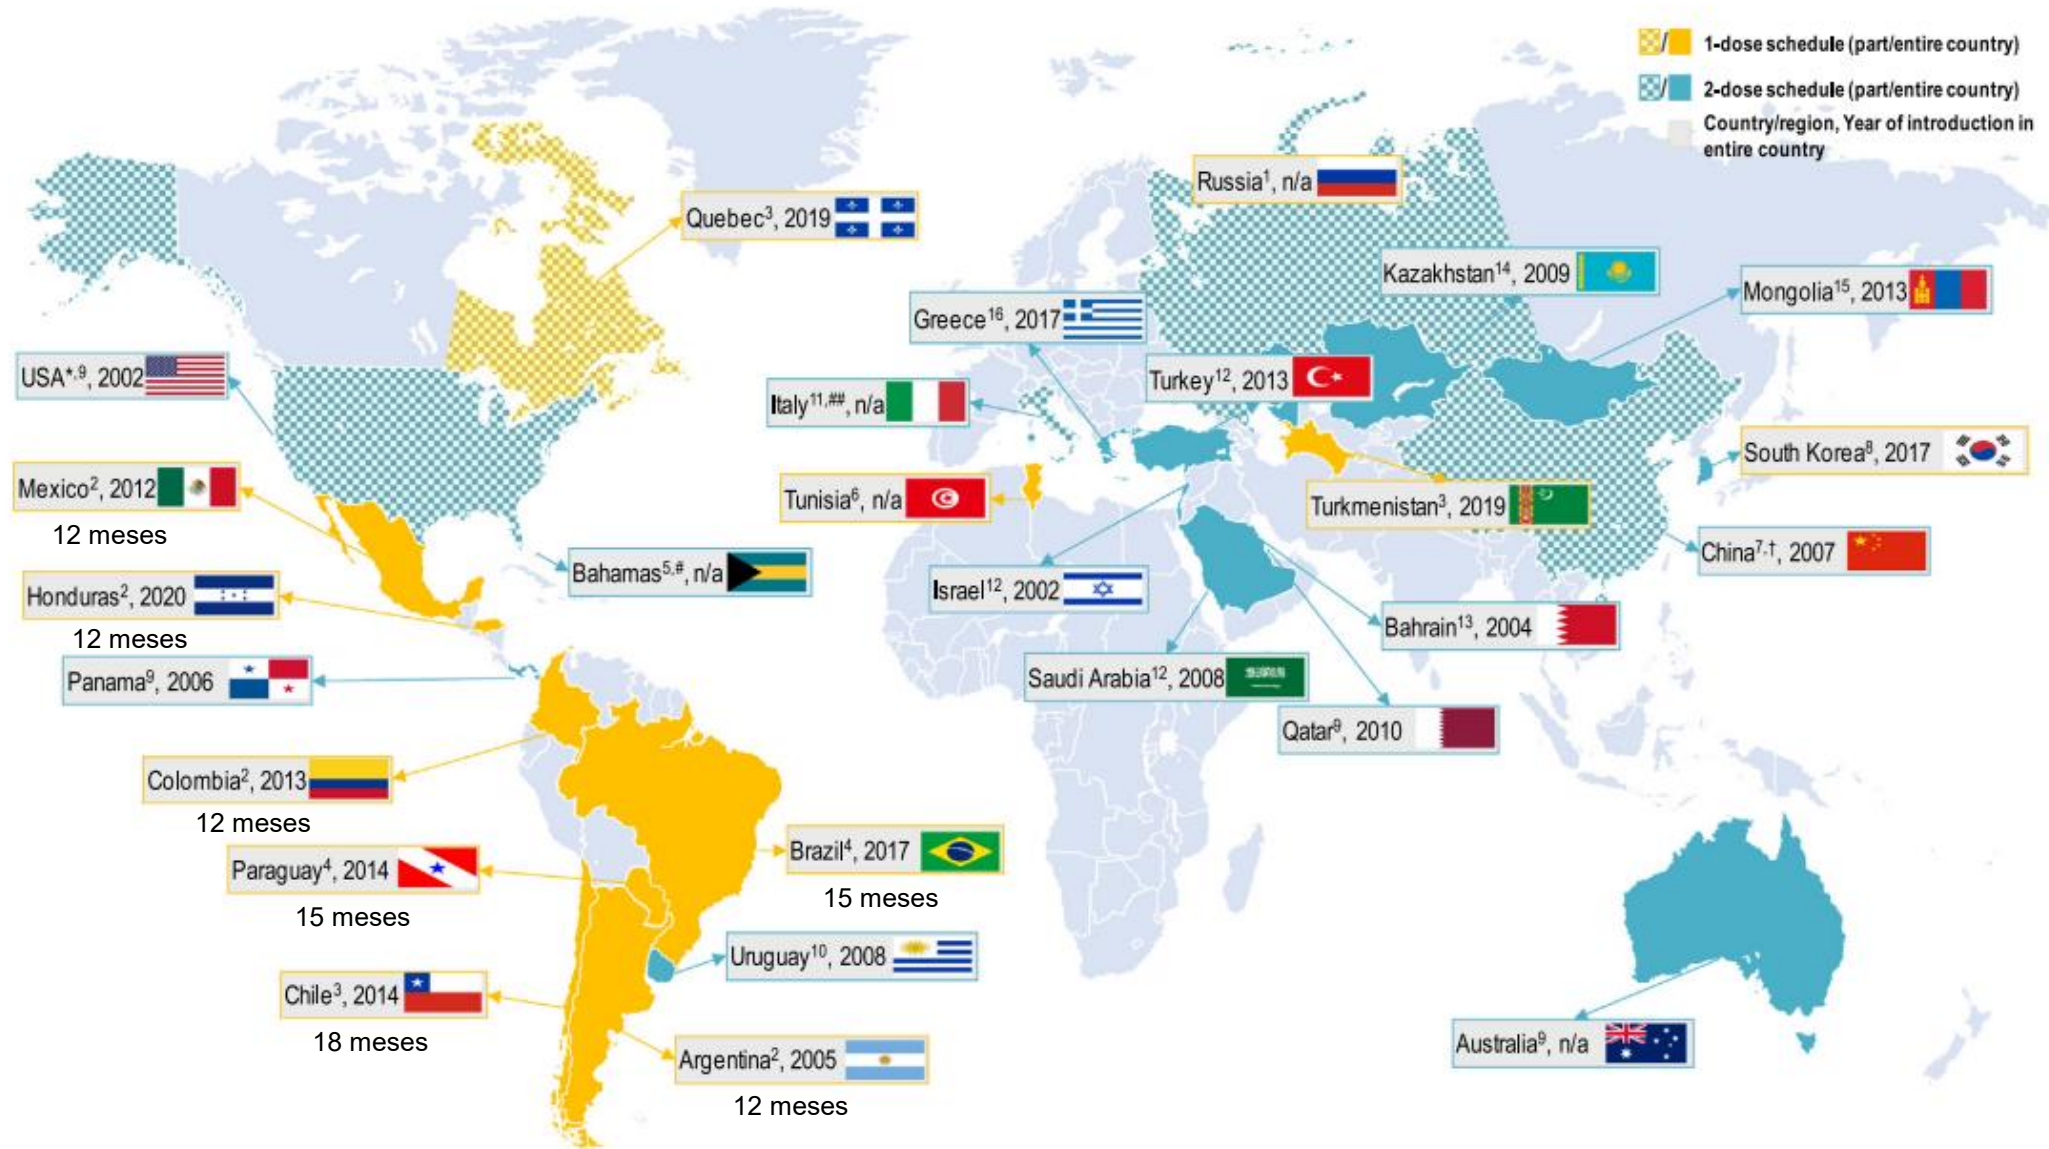 1-dose schedule (part/entire country)
2-dose schedule (part/entire country)
Country/region, Year of introduction in
entire country
Russia¹, n/a
Quebec³, 2019
Kazakhstan¹⁴, 2009
Mongolia¹⁵, 2013
Greece¹⁶, 2017
USA*,⁹, 2002
Turkey¹², 2013
Italy¹¹,##, n/a
South Korea⁸, 2017
Mexico², 2012
12 meses
Tunisia⁶, n/a
Turkmenistan³, 2019
China⁷,†, 2007
Bahamas⁵,#, n/a
Honduras², 2020
12 meses
Israel¹², 2002
Bahrain¹³, 2004
Panama⁹, 2006
Saudi Arabia¹², 2008
Qatar⁹, 2010
Colombia², 2013
12 meses
Paraguay⁴, 2014
15 meses
Brazil⁴, 2017
15 meses
Uruguay¹⁰, 2008
Chile³, 2014
18 meses
Argentina², 2005
12 meses
Australia⁹, n/a